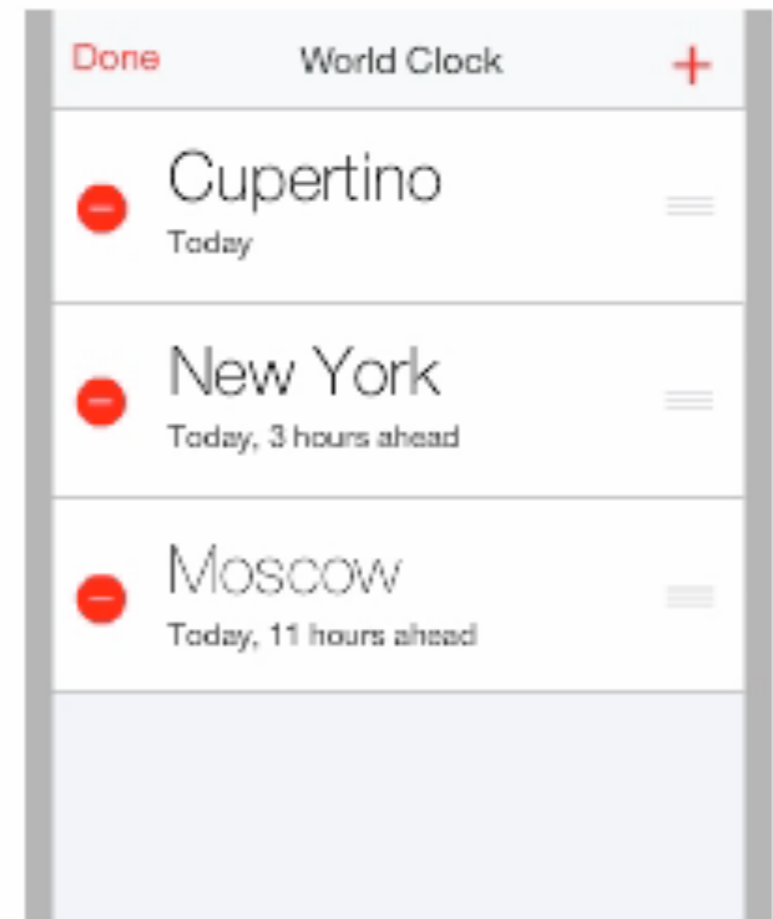 Done World Clock +
Cupertino
Today
New York
Today, 3 hours ahead
Moscow
Today, 11 hours ahead